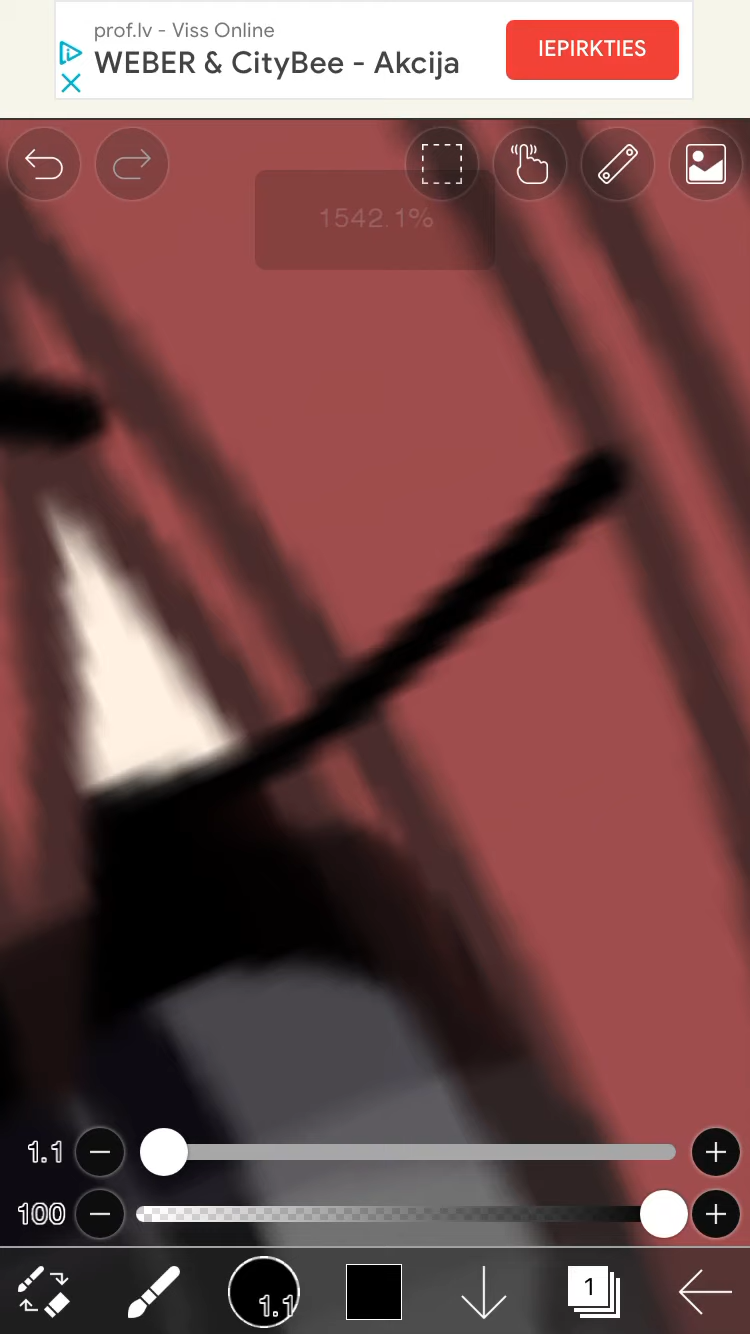 prof.lv - Viss Online
WEBER & CityBee - Akcija
IEPIRKTIES
1542.1%
1.1
100
1.1
1